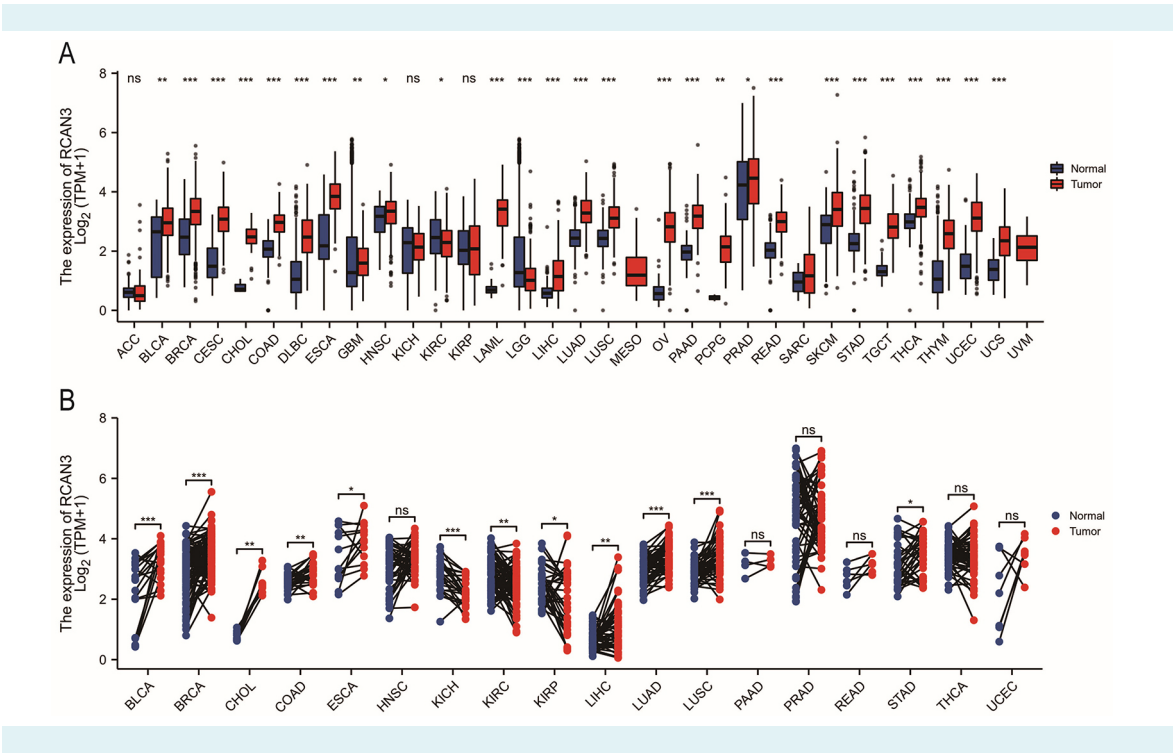 A
The expression of RCAN3
Log2 (TPM+1)
8
6
4
2
0
ns ** *** *** *** *** *** *** ** * ns * ns *** *** *** *** *** *** *** ** * *** *** *** *** *** *** *** ***
Normal
Tumor
ACC BLCA BRCA CESC CHOL COAD DLBC ESCA GBM HNSC KICH KIRC KIRP LAML LGG LIHC LUAD LUSC MESO OV PAAD PCPG PRAD READ SARC SKCM STAD TGCT THCA THYM UCEC UCS UVM
B
The expression of RCAN3
Log2 (TPM+1)
8
6
4
2
0
*** *** ** ** * ns *** ** * ** *** *** ns ns ns * ns ns
Normal
Tumor
BLCA BRCA CHOL COAD ESCA HNSC KICH KIRC KIRP LIHC LUAD LUSC PAAD PRAD READ STAD THCA UCEC